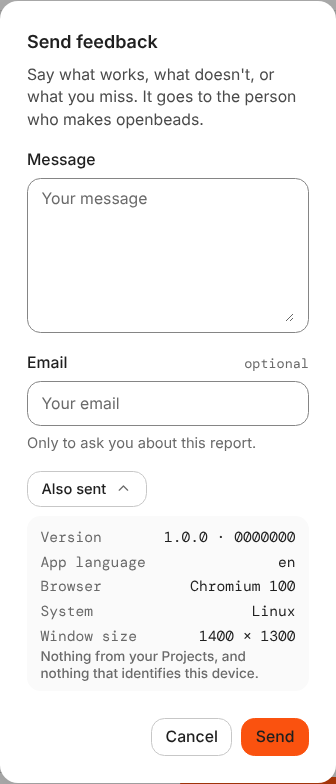 Send feedback
Say what works, what doesn't, or
what you miss. It goes to the person
who makes openbeads.
Message
Your message
Email optional
Your email
Only to ask you about this report.
Also sent
Version 1.0.0 · 0000000
App language en
Browser Chromium 100
System Linux
Window size 1400 × 1300
Nothing from your Projects, and
nothing that identifies this device.
Cancel Send